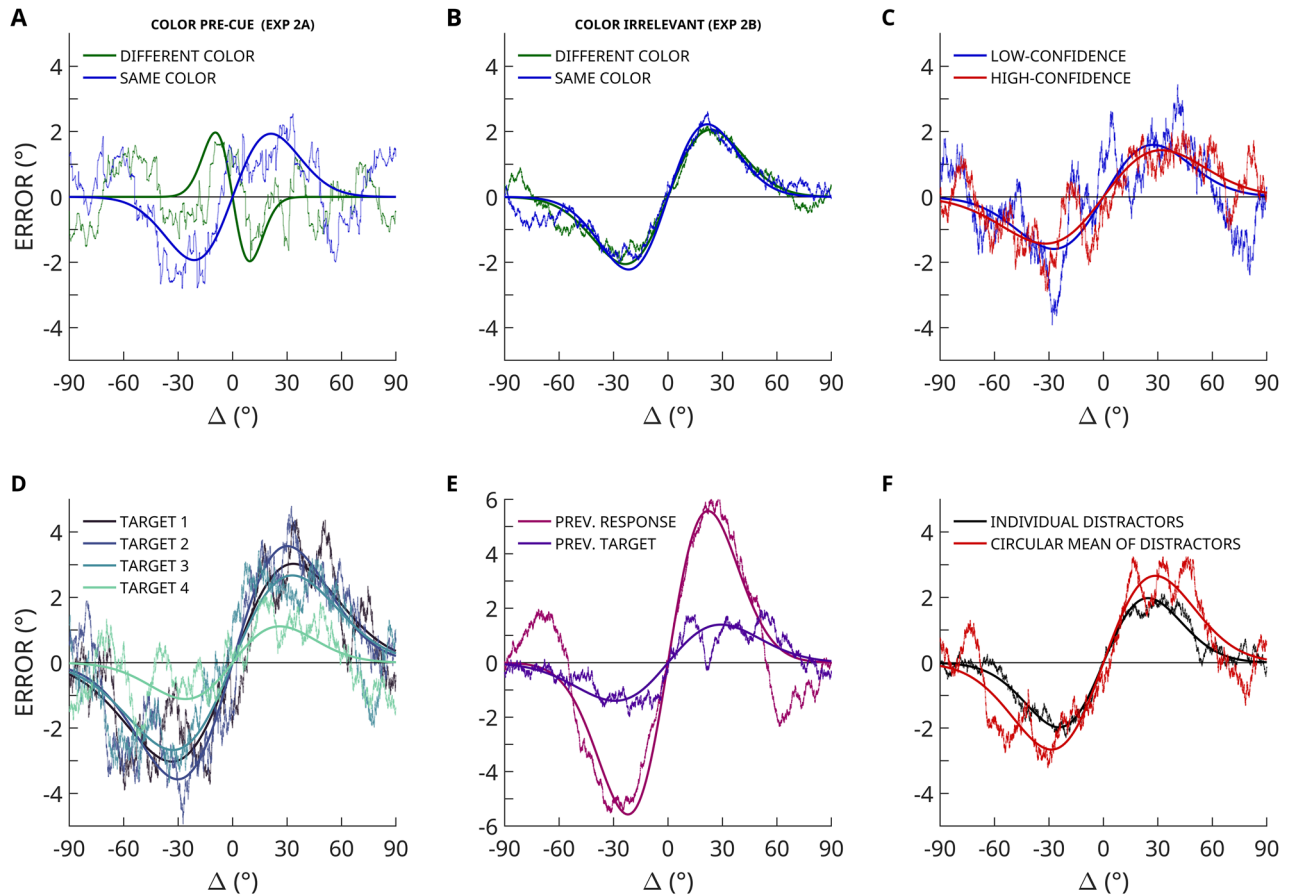 A
COLOR PRE-CUE (EXP 2A)
DIFFERENT COLOR
SAME COLOR
4
2
0
-2
-4
ERROR (°)
-90 -60 -30 0 30 60 90
Δ (°)
B
COLOR IRRELEVANT (EXP 2B)
DIFFERENT COLOR
SAME COLOR
4
2
0
-2
-4
-90 -60 -30 0 30 60 90
Δ (°)
C
LOW-CONFIDENCE
HIGH-CONFIDENCE
4
2
0
-2
-4
-90 -60 -30 0 30 60 90
Δ (°)
D
TARGET 1
TARGET 2
TARGET 3
TARGET 4
4
2
0
-2
-4
ERROR (°)
-90 -60 -30 0 30 60 90
Δ (°)
E
PREV. RESPONSE
PREV. TARGET
6
4
2
0
-2
-4
-6
-90 -60 -30 0 30 60 90
Δ (°)
F
INDIVIDUAL DISTRACTORS
CIRCULAR MEAN OF DISTRACTORS
4
2
0
-2
-4
-90 -60 -30 0 30 60 90
Δ (°)